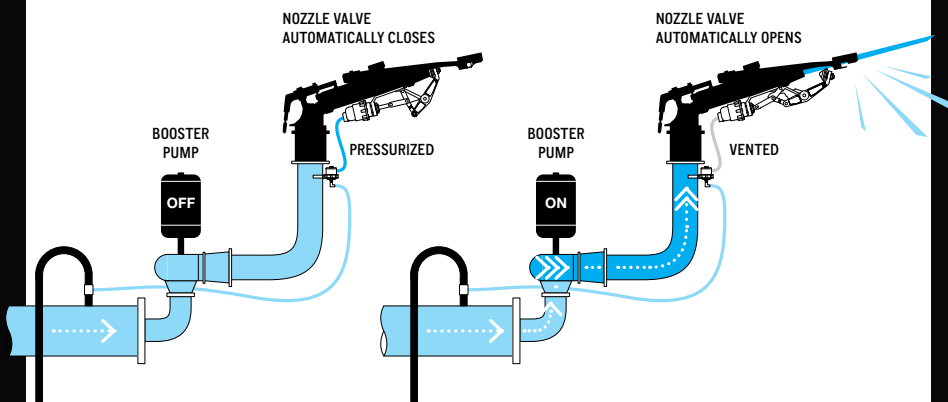 NOZZLE VALVE
AUTOMATICALLY CLOSES
BOOSTER
PUMP
PRESSURIZED
OFF
NOZZLE VALVE
AUTOMATICALLY OPENS
BOOSTER
PUMP
VENTED
ON